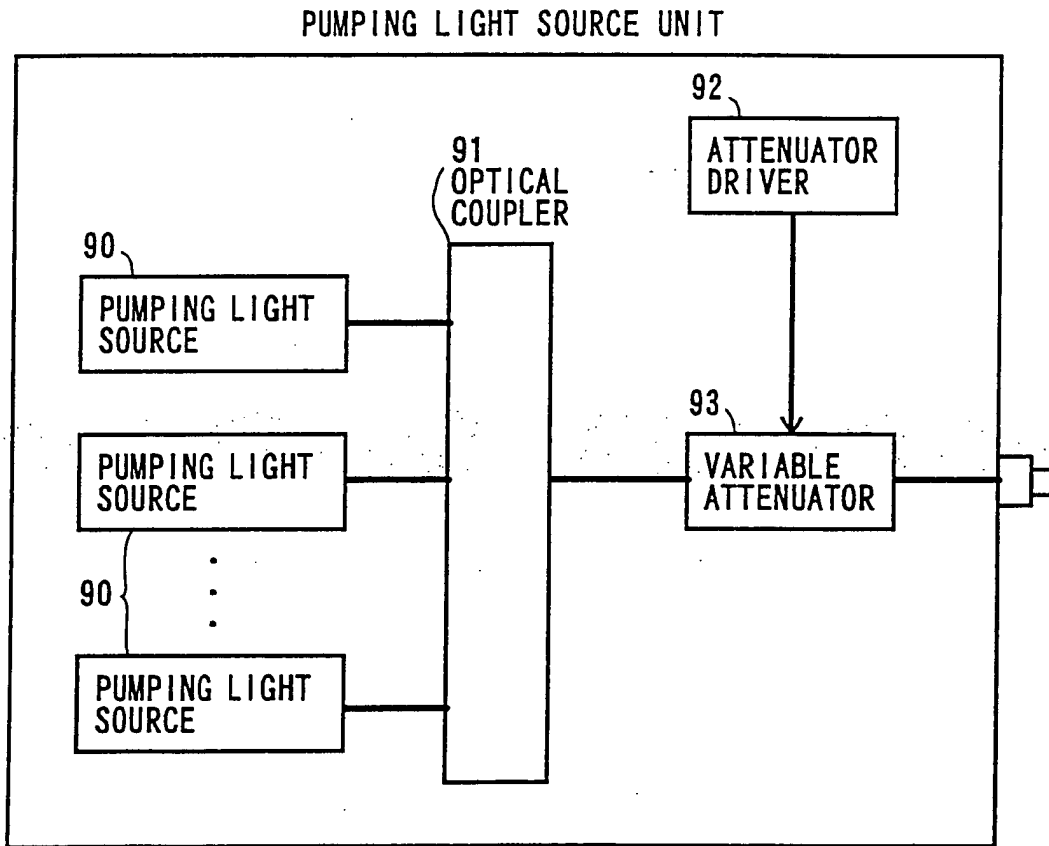 PUMPING LIGHT SOURCE UNIT
92
ATTENUATOR
DRIVER
91
OPTICAL
COUPLER
90
PUMPING LIGHT
SOURCE
93
VARIABLE
ATTENUATOR
PUMPING LIGHT
SOURCE
90
PUMPING LIGHT
SOURCE